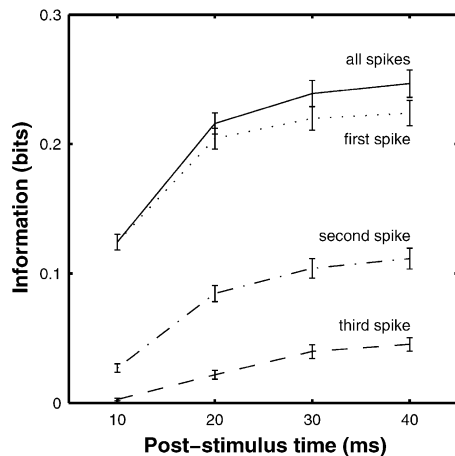 0.3
all spikes
0.2
first spike
Information (bits)
second spike
0.1
third spike
0
10 20 30 40
Post-stimulus time (ms)